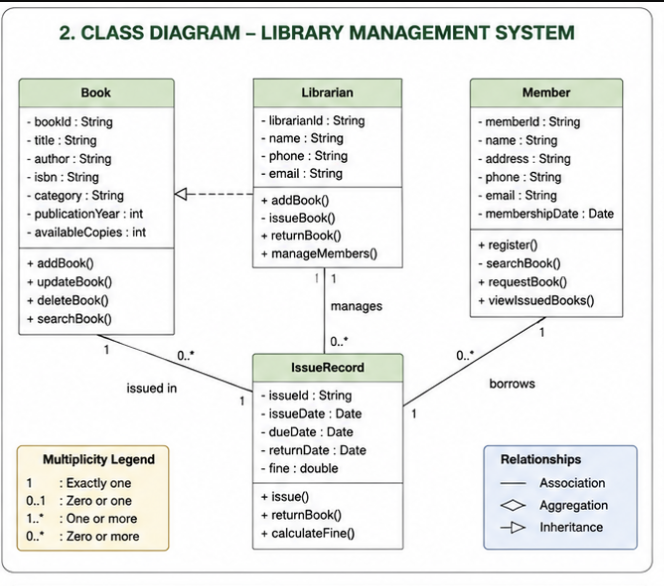 2. CLASS DIAGRAM – LIBRARY MANAGEMENT SYSTEM
Book
- bookId : String
- title : String
- author : String
- isbn : String
- category : String
- publicationYear : int
- availableCopies : int
+ addBook()
+ updateBook()
+ deleteBook()
+ searchBook()
Librarian
- librarianId : String
- name : String
- phone : String
- email : String
+ addBook()
- issueBook()
+ returnBook()
+ manageMembers()
Member
- memberId : String
- name : String
- address : String
- phone : String
- email : String
- membershipDate : Date
+ register()
- searchBook()
+ requestBook()
+ viewIssuedBooks()
1 1
manages
0..*
1
0..*
issued in
1
1
0..*
borrows
1
IssueRecord
- issueId : String
- issueDate : Date
- dueDate : Date
- returnDate : Date
- fine : double
+ issue()
+ returnBook()
+ calculateFine()
Multiplicity Legend
1 : Exactly one
0..1 : Zero or one
1..* : One or more
0..* : Zero or more
Relationships
Association
Aggregation
Inheritance